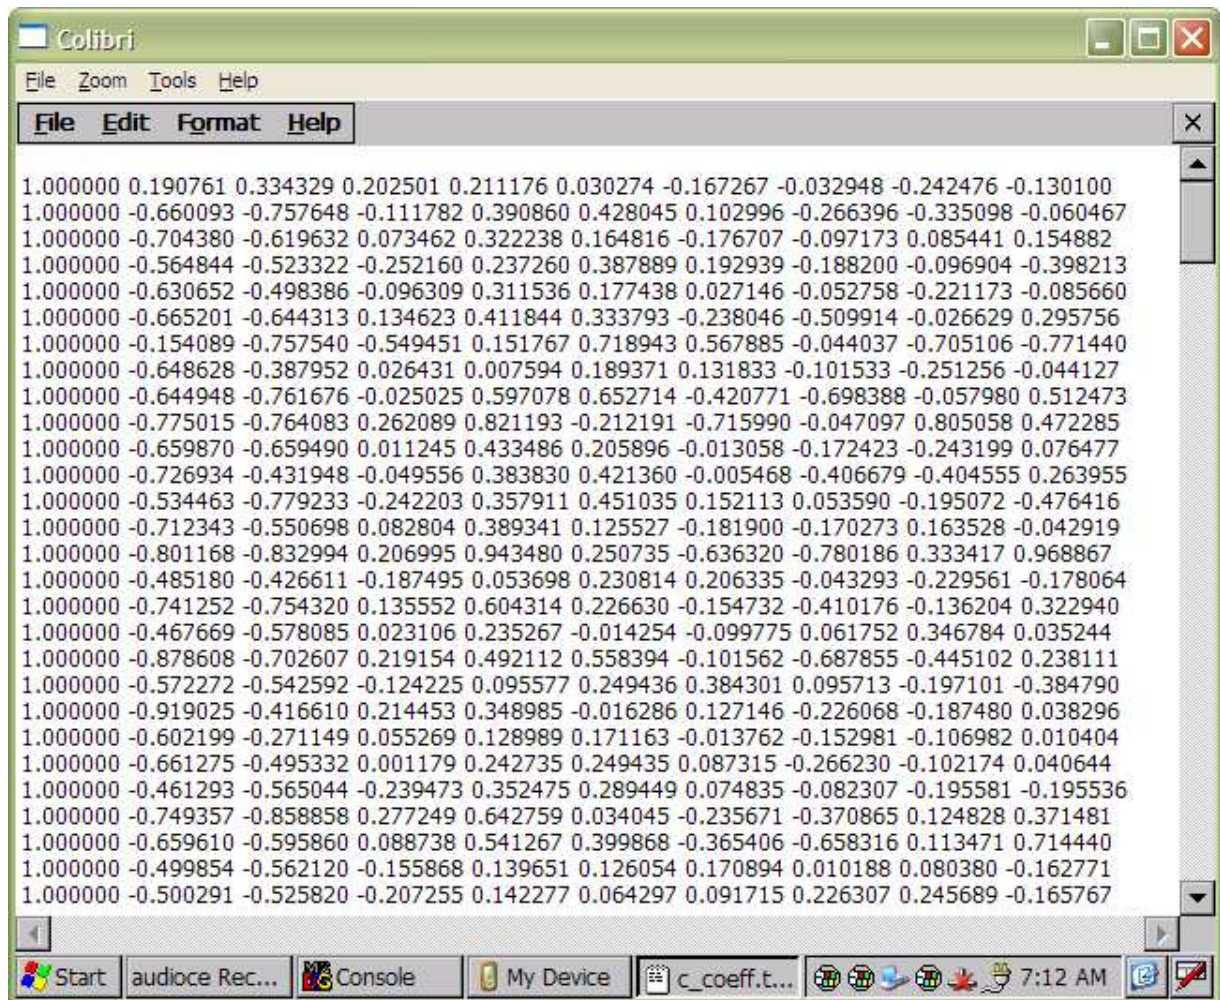 Colibri
File Zoom Tools Help
File Edit Format Help
1.000000 0.190761 0.334329 0.202501 0.211176 0.030274 -0.167267 -0.032948 -0.242476 -0.130100
1.000000 -0.660093 -0.757648 -0.111782 0.390860 0.428045 0.102996 -0.266396 -0.335098 -0.060467
1.000000 -0.704380 -0.619632 0.073462 0.322238 0.164816 -0.176707 -0.097173 0.085441 0.154882
1.000000 -0.564844 -0.523322 -0.252160 0.237260 0.387889 0.192939 -0.188200 -0.096904 -0.398213
1.000000 -0.630652 -0.498386 -0.096309 0.311536 0.177438 0.027146 -0.052758 -0.221173 -0.085660
1.000000 -0.665201 -0.644313 0.134623 0.411844 0.333793 -0.238046 -0.509914 -0.026629 0.295756
1.000000 -0.154089 -0.757540 -0.549451 0.151767 0.718943 0.567885 -0.044037 -0.705106 -0.771440
1.000000 -0.648628 -0.387952 0.026431 0.007594 0.189371 0.131833 -0.101533 -0.251256 -0.044127
1.000000 -0.644948 -0.761676 -0.025025 0.597078 0.652714 -0.420771 -0.698388 -0.057980 0.512473
1.000000 -0.775015 -0.764083 0.262089 0.821193 -0.212191 -0.715990 -0.047097 0.805058 0.472285
1.000000 -0.659870 -0.659490 0.011245 0.433486 0.205896 -0.013058 -0.172423 -0.243199 0.076477
1.000000 -0.726934 -0.431948 -0.049556 0.383830 0.421360 -0.005468 -0.406679 -0.404555 0.263955
1.000000 -0.534463 -0.779233 -0.242203 0.357911 0.451035 0.152113 0.053590 -0.195072 -0.476416
1.000000 -0.712343 -0.550698 0.082804 0.389341 0.125527 -0.181900 -0.170273 0.163528 -0.042919
1.000000 -0.801168 -0.832994 0.206995 0.943480 0.250735 -0.636320 -0.780186 0.333417 0.968867
1.000000 -0.485180 -0.426611 -0.187495 0.053698 0.230814 0.206335 -0.043293 -0.229561 -0.178064
1.000000 -0.741252 -0.754320 0.135552 0.604314 0.226630 -0.154732 -0.410176 -0.136204 0.322940
1.000000 -0.467669 -0.578085 0.023106 0.235267 -0.014254 -0.099775 0.061752 0.346784 0.035244
1.000000 -0.878608 -0.702607 0.219154 0.492112 0.558394 -0.101562 -0.687855 -0.445102 0.238111
1.000000 -0.572272 -0.542592 -0.124225 0.095577 0.249436 0.384301 0.095713 -0.197101 -0.384790
1.000000 -0.919025 -0.416610 0.214453 0.348985 -0.016286 0.127146 -0.226068 -0.187480 0.038296
1.000000 -0.602199 -0.271149 0.055269 0.128989 0.171163 -0.013762 -0.152981 -0.106982 0.010404
1.000000 -0.661275 -0.495332 0.001179 0.242735 0.249435 0.087315 -0.266230 -0.102174 0.040644
1.000000 -0.461293 -0.565044 -0.239473 0.352475 0.289449 0.074835 -0.082307 -0.195581 -0.195536
1.000000 -0.749357 -0.858858 0.277249 0.642759 0.034045 -0.235671 -0.370865 0.124828 0.371481
1.000000 -0.659610 -0.595860 0.088738 0.541267 0.399868 -0.365406 -0.658316 0.113471 0.714440
1.000000 -0.499854 -0.562120 -0.155868 0.139651 0.126054 0.170894 0.010188 0.080380 -0.162771
1.000000 -0.500291 -0.525820 -0.207255 0.142277 0.064297 0.091715 0.226307 0.245689 -0.165767
Start audioce Rec... Console My Device c_coeff.t... 7:12 AM